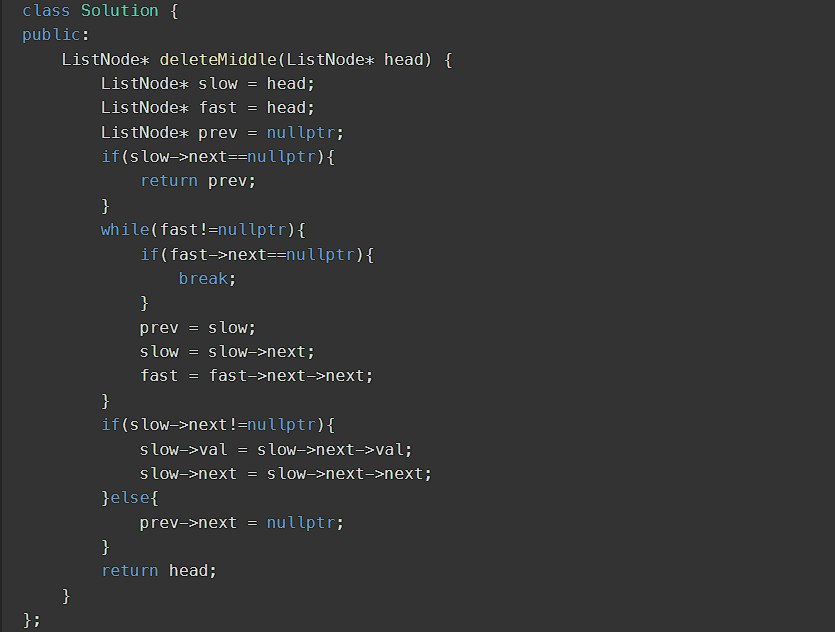 class Solution {
public:
    ListNode* deleteMiddle(ListNode* head) {
        ListNode* slow = head;
        ListNode* fast = head;
        ListNode* prev = nullptr;
        if(slow->next==nullptr){
            return prev;
        }
        while(fast!=nullptr){
            if(fast->next==nullptr){
                break;
            }
            prev = slow;
            slow = slow->next;
            fast = fast->next->next;
        }
        if(slow->next!=nullptr){
            slow->val = slow->next->val;
            slow->next = slow->next->next;
        }else{
            prev->next = nullptr;
        }
        return head;
    }
};